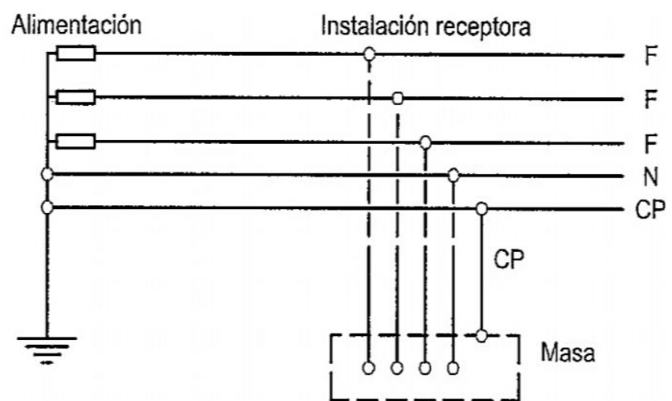 Alimentación
Instalación receptora
F
F
F
N
CP
CP
Masa